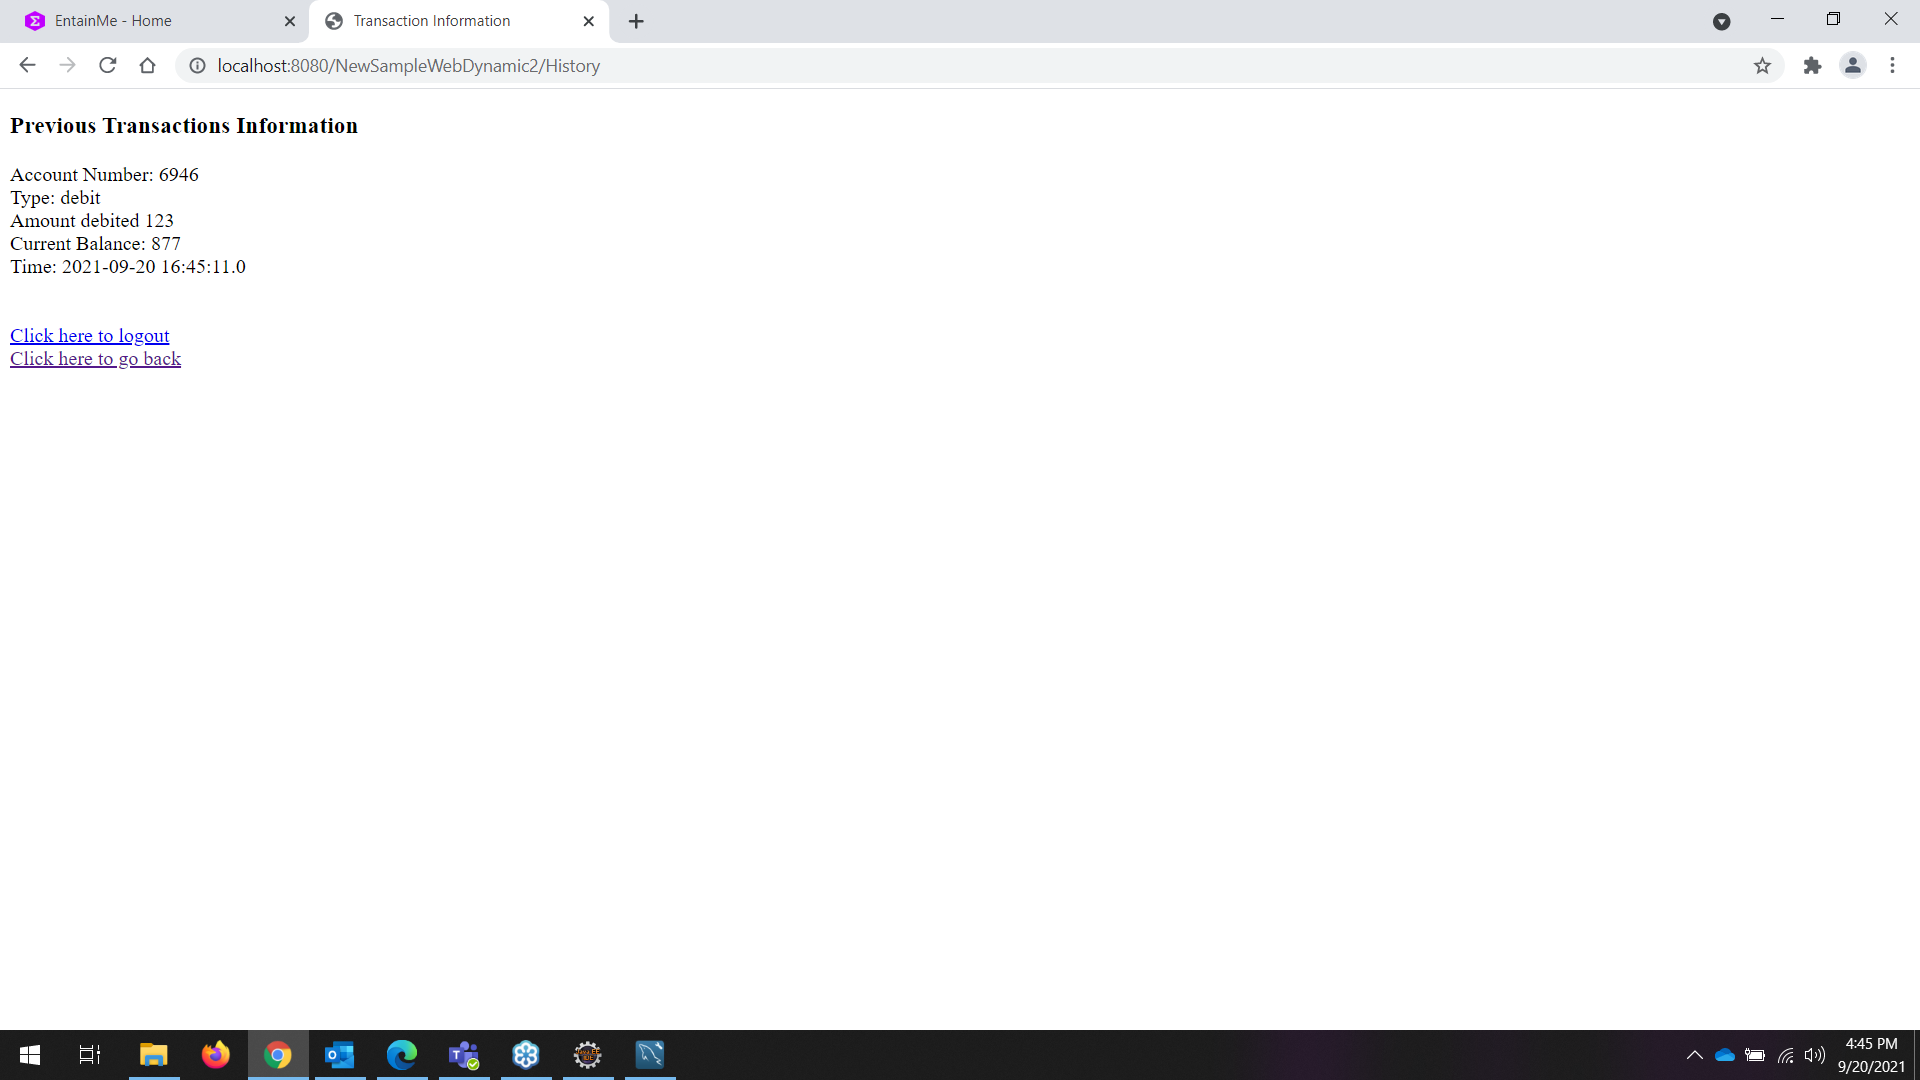 EntainMe - Home
Transaction Information
localhost:8080/NewSampleWebDynamic2/History
Previous Transactions Information
Account Number: 6946
Type: debit
Amount debited 123
Current Balance: 877
Time: 2021-09-20 16:45:11.0
Click here to logout
Click here to go back
4:45 PM
9/20/2021